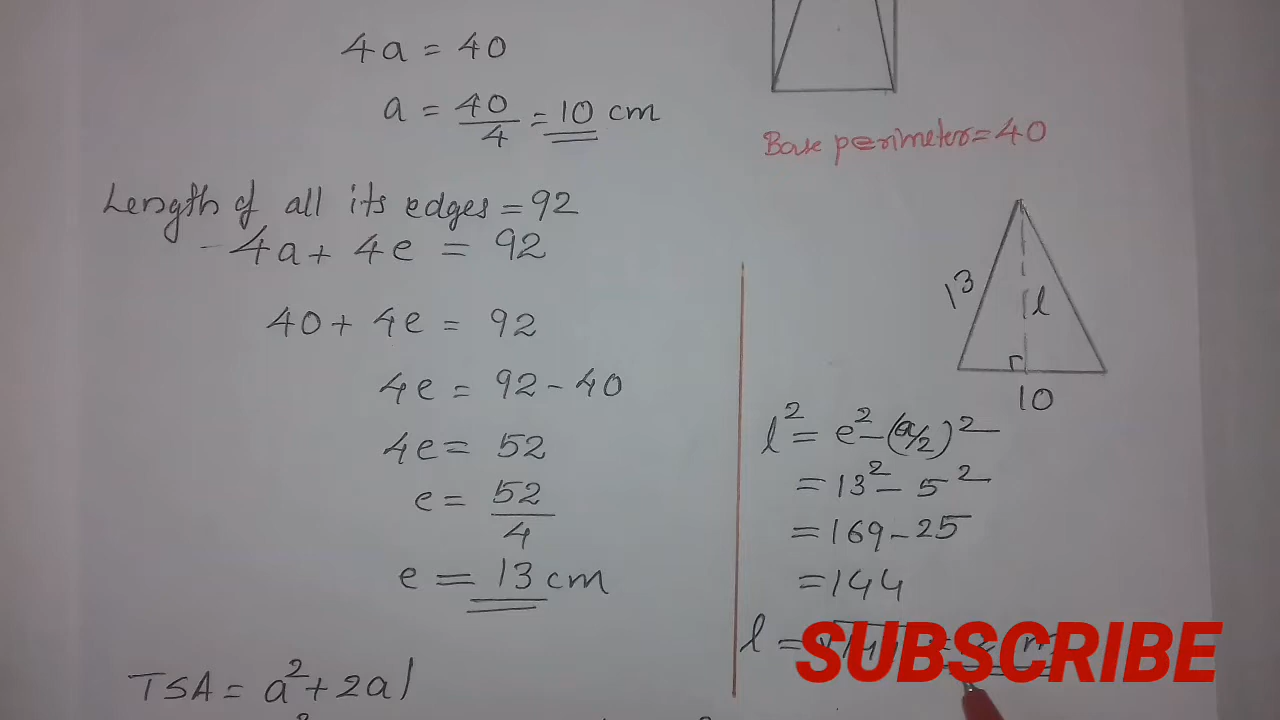 4a = 40
a = 40/4 = 10 cm
Base perimeter = 40
Length of all its edges = 92
4a + 4e = 92
40 + 4e = 92
4e = 92 - 40
4e = 52
e = 52/4
e = 13 cm
TSA = a² + 2al
13
l
10
l² = e² - (a/2)²
= 13² - 5²
= 169 - 25
= 144
l =
SUBSCRIBE